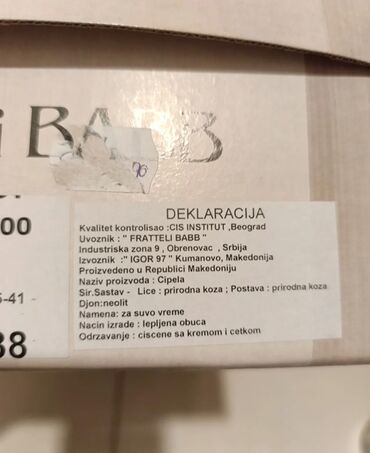 i BABB
90
00
DEKLARACIJA
Kvalitet kontrolisao :CIS INSTITUT ,Beograd
Uvoznik : " FRATTELI BABB "
Industriska zona 9 , Obrenovac , Srbija
Izvoznik :" IGOR 97 " Kumanovo, Makedonija
Proizvedeno u Republici Makedoniju
Naziv proizvoda : Cipela
Sir.Sastav - Lice : prirodna koza ; Postava : prirodna koza
-41 -
Djon:neolit
Namena: za suvo vreme
38
Nacin izrade : lepljena obuca
Odrzavanje : ciscene sa kremom i cetkom